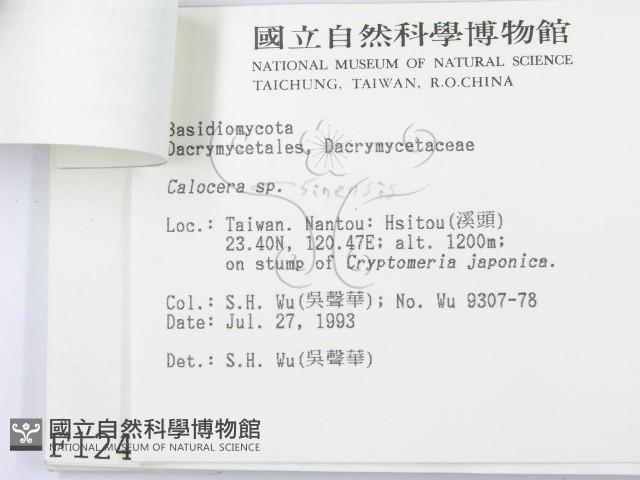 國立自然科學博物館
NATIONAL MUSEUM OF NATURAL SCIENCE
TAICHUNG, TAIWAN, R.O.CHINA
Basidiomycota
Dacrymycetales, Dacrymycetaceae
Calocera sp. sinensis
Loc.: Taiwan. Nantou: Hsitou(溪頭)
23.40N, 120.47E; alt. 1200m;
on stump of Cryptomeria japonica.
Col.: S.H. Wu(吳聲華); No. Wu 9307-78
Date: Jul. 27, 1993
Det.: S.H. Wu(吳聲華)
國立自然科學博物館
NATIONAL MUSEUM OF NATURAL SCIENCE
F124